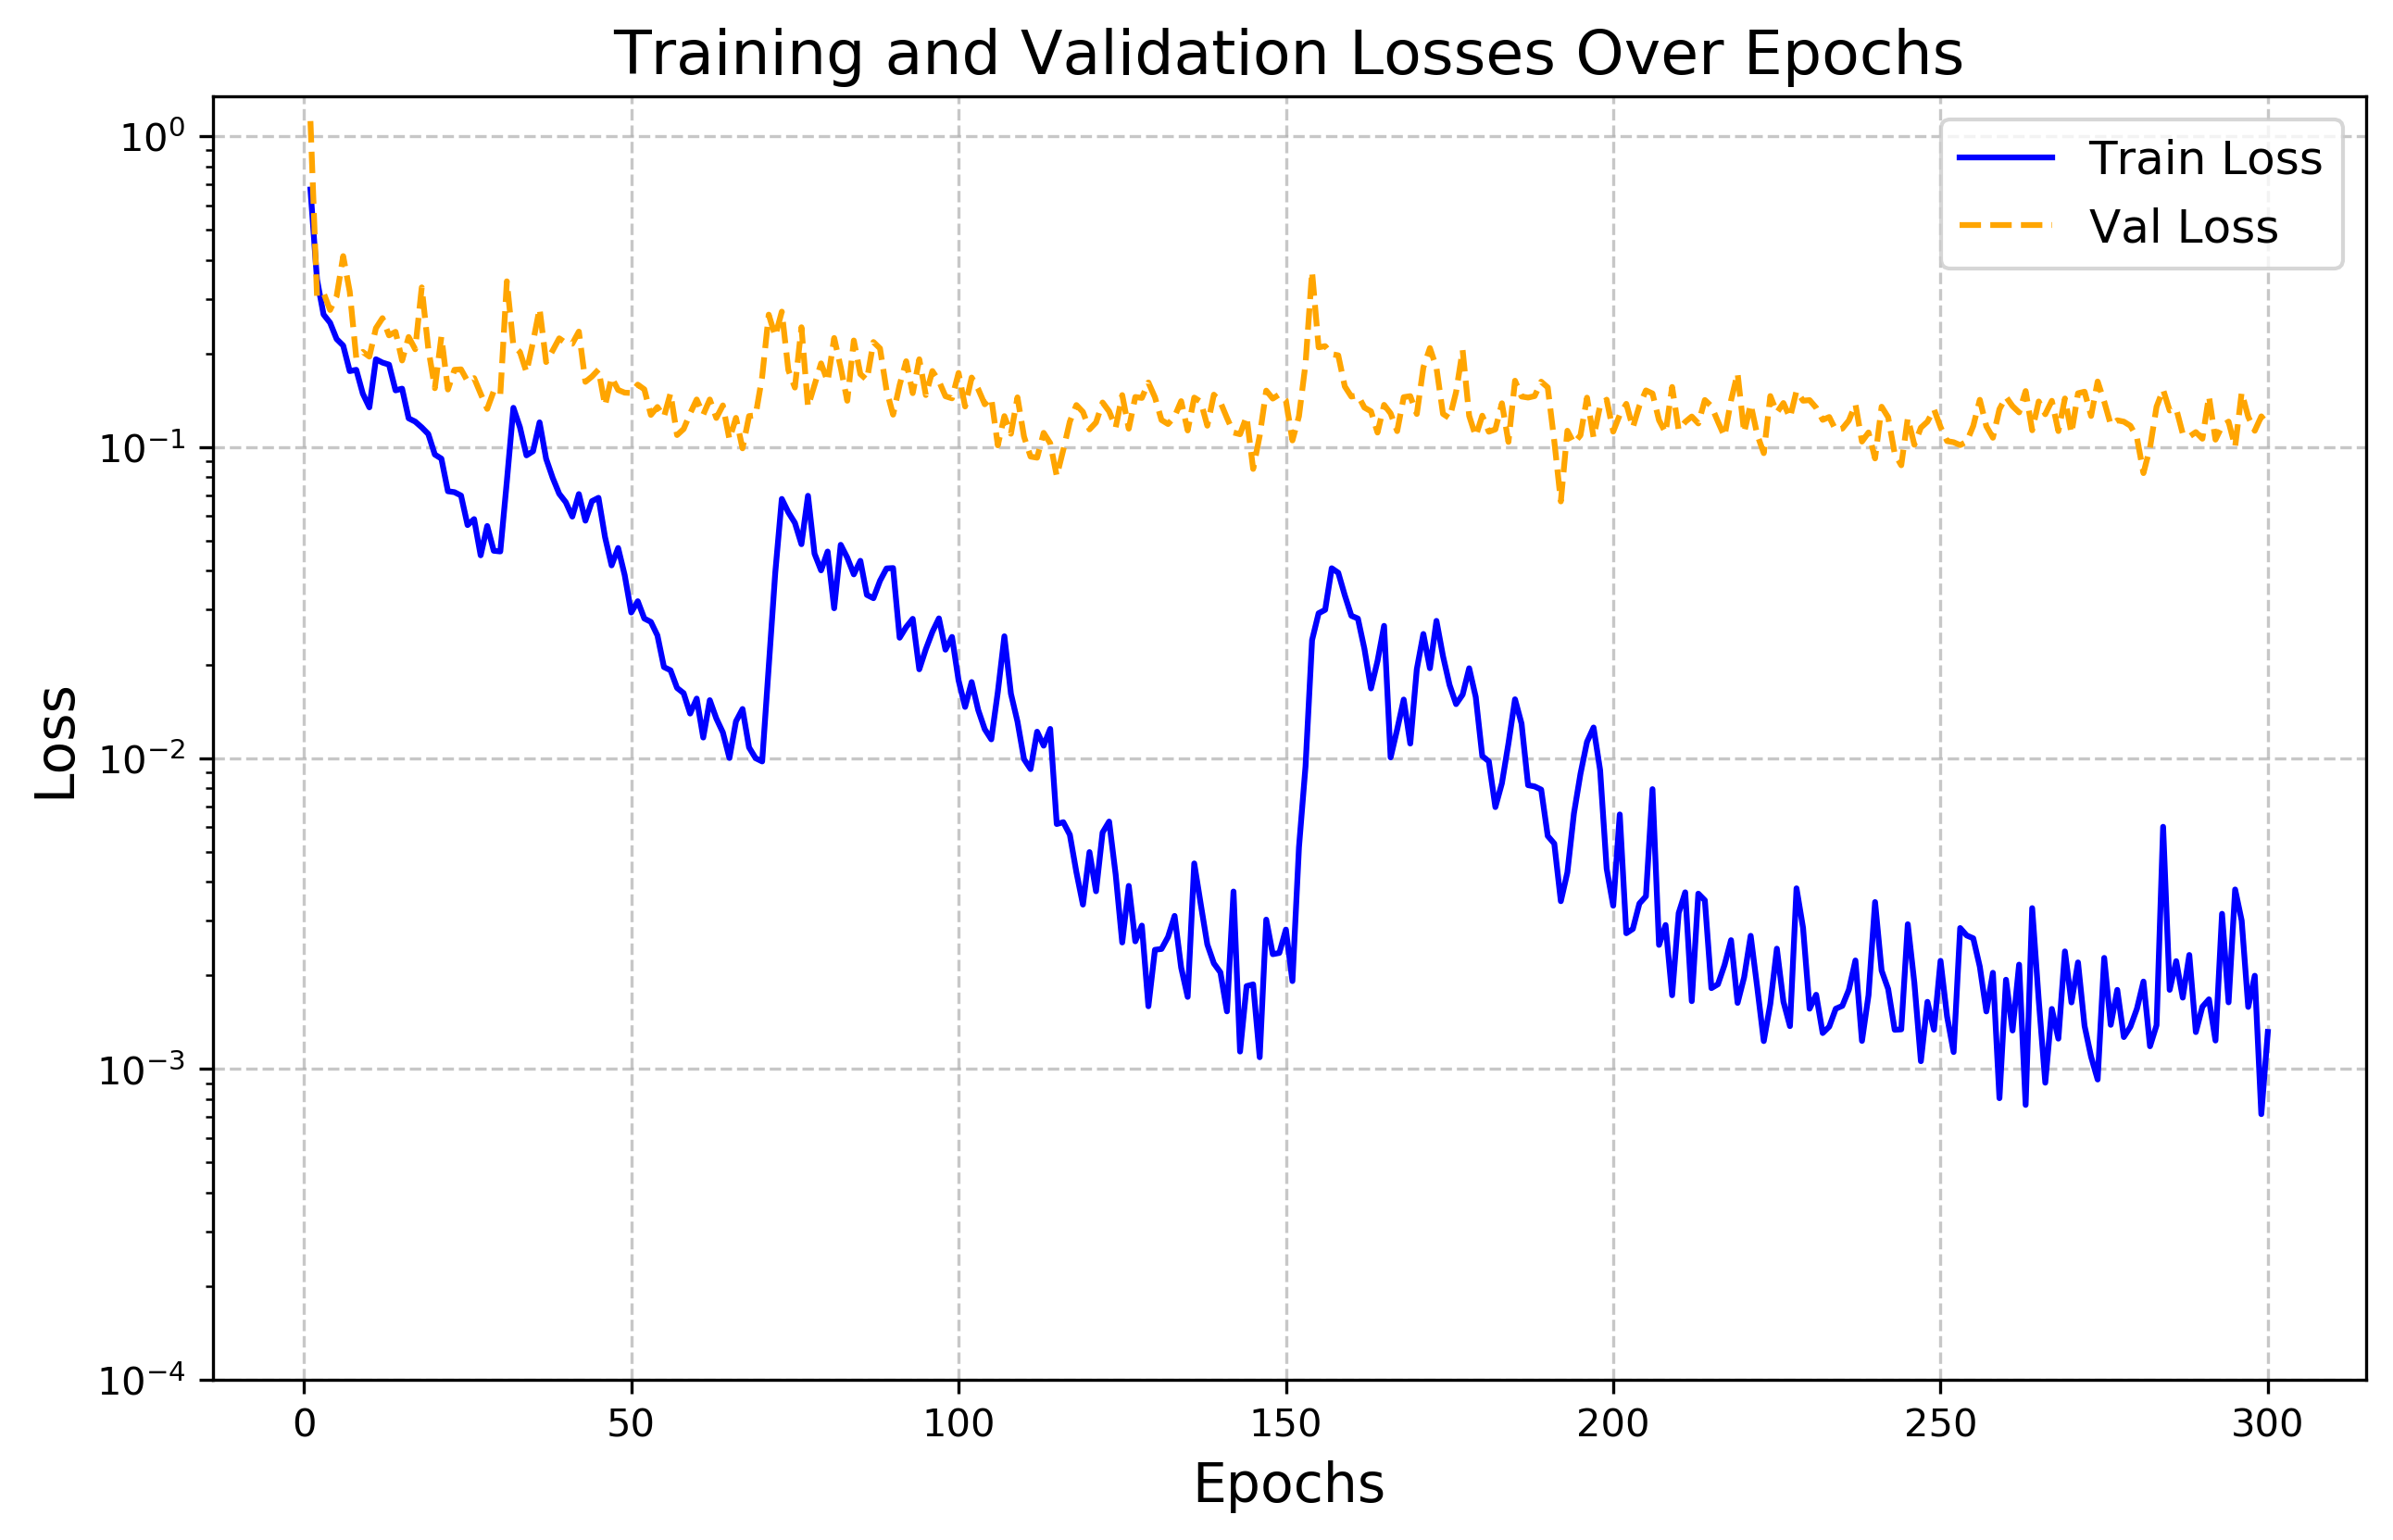 Training and Validation Losses Over Epochs
Train Loss
Val Loss
Loss
10⁰
10⁻¹
10⁻²
10⁻³
10⁻⁴
0 50 100 150 200 250 300
Epochs